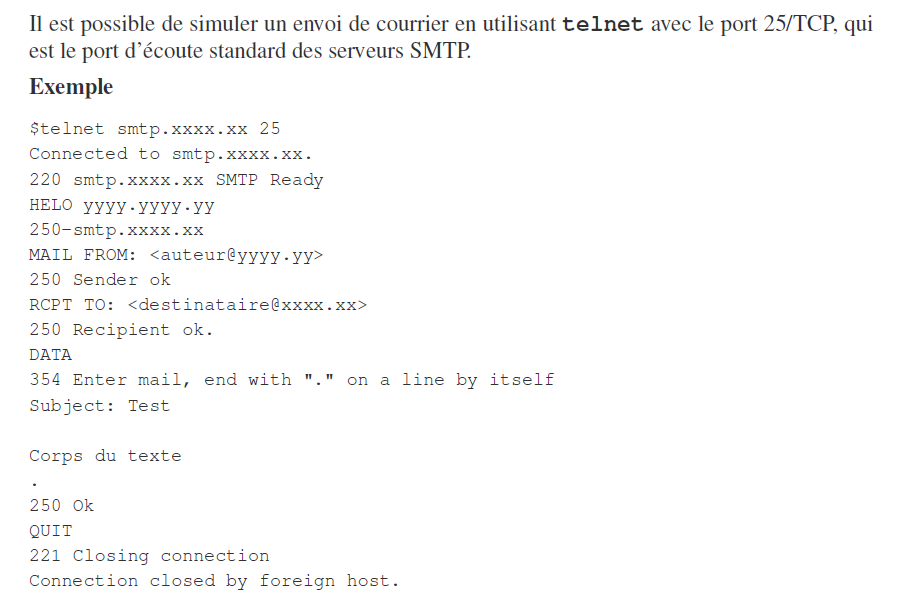 Il est possible de simuler un envoi de courrier en utilisant telnet avec le port 25/TCP, qui
est le port d’écoute standard des serveurs SMTP.
Exemple
$telnet smtp.xxxx.xx 25
Connected to smtp.xxxx.xx.
220 smtp.xxxx.xx SMTP Ready
HELO yyyy.yyyy.yy
250-smtp.xxxx.xx
MAIL FROM: <auteur@yyyy.yy>
250 Sender ok
RCPT TO: <destinataire@xxxx.xx>
250 Recipient ok.
DATA
354 Enter mail, end with "." on a line by itself
Subject: Test
Corps du texte
.
250 Ok
QUIT
221 Closing connection
Connection closed by foreign host.